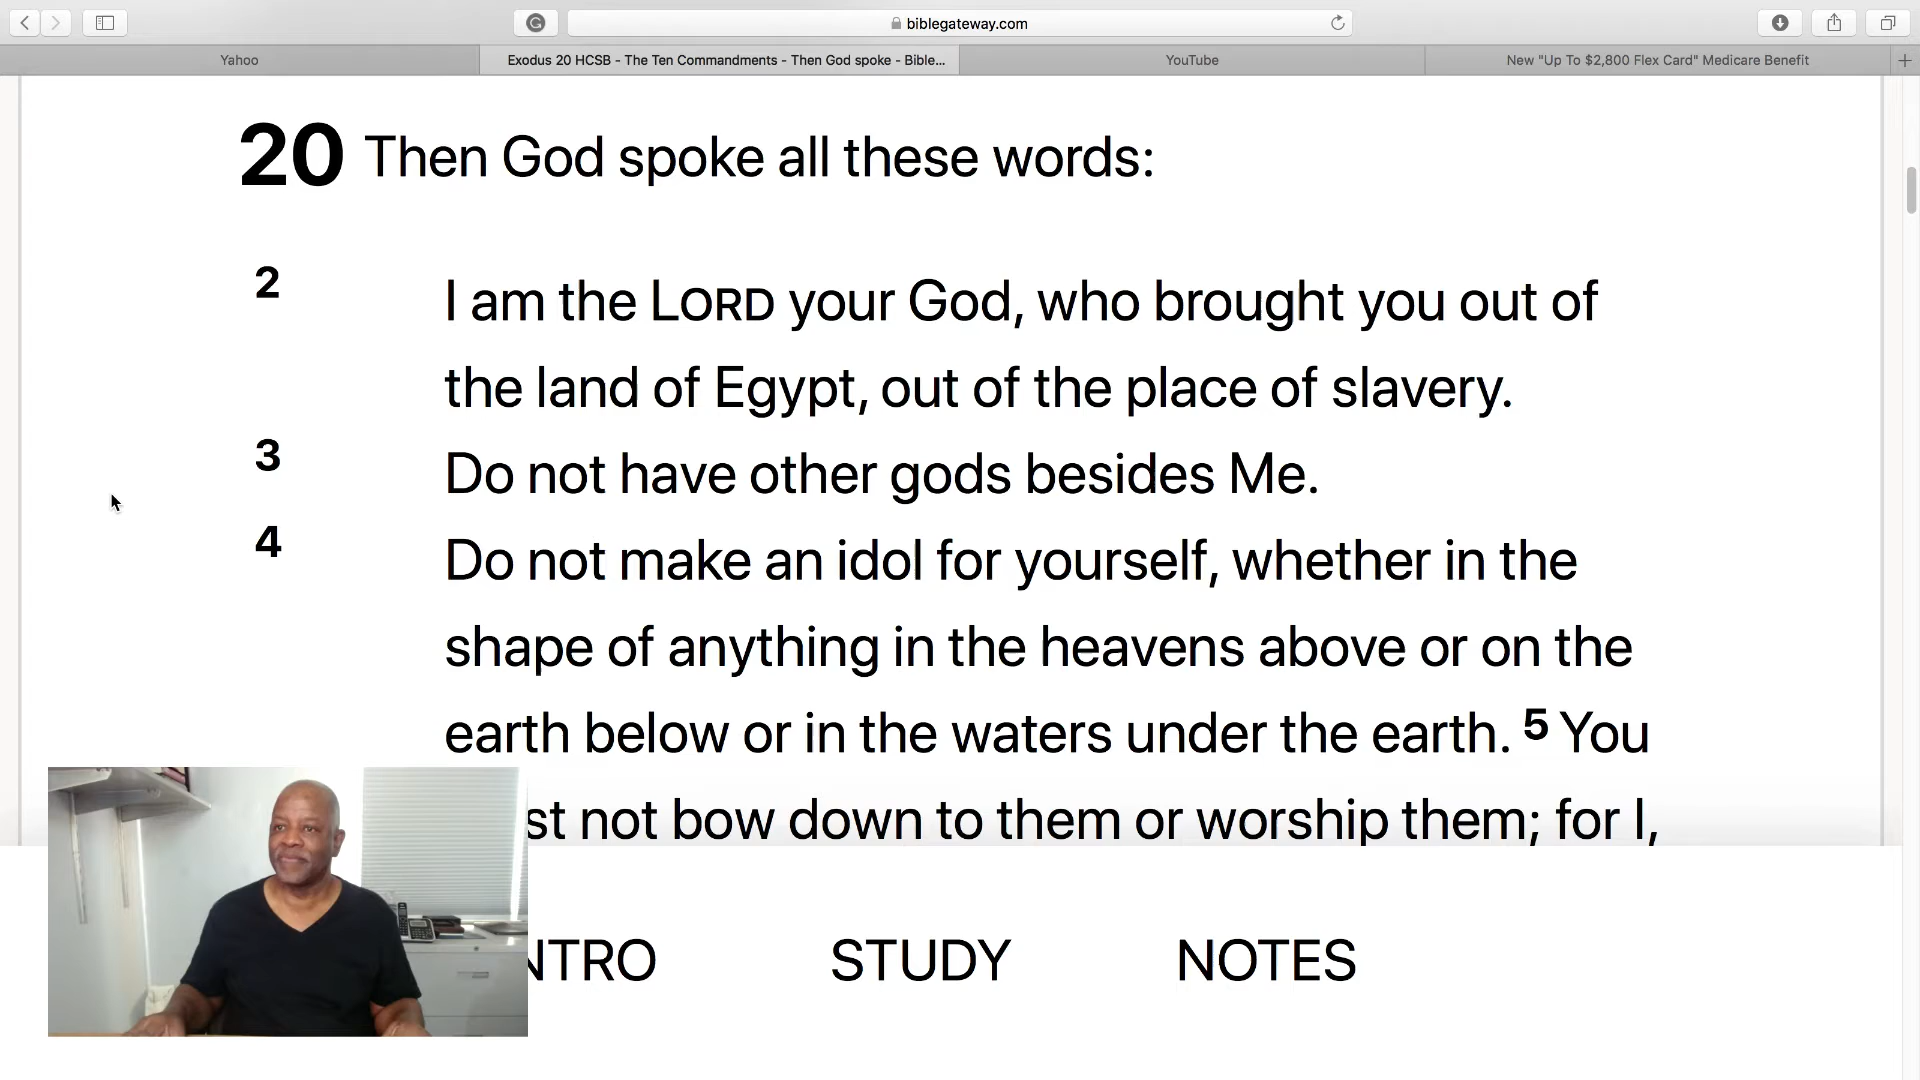 biblegateway.com
Yahoo
Exodus 20 HCSB - The Ten Commandments - Then God spoke - Bible...
YouTube
New "Up To $2,800 Flex Card" Medicare Benefit
20 Then God spoke all these words:
2 I am the LORD your God, who brought you out of
the land of Egypt, out of the place of slavery.
3 Do not have other gods besides Me.
4 Do not make an idol for yourself, whether in the
shape of anything in the heavens above or on the
earth below or in the waters under the earth. 5 You
st not bow down to them or worship them; for I,
NTRO
STUDY
NOTES